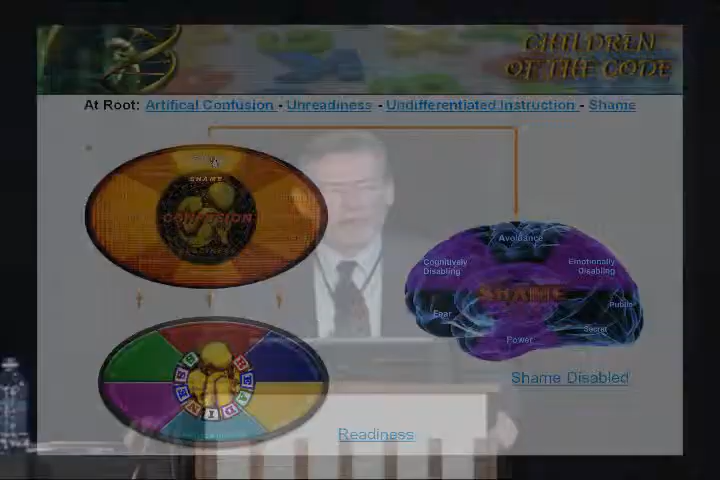 CHILDREN
OF THE CODE
At Root: Artifical Confusion - Unreadiness - Undifferentiated Instruction - Shame
SHAME
CONFUSION
Avoidance
Cognitively
Disabling
Emotionally
Disabling
SHAME
Fear
Public
Secret
Power
Shame Disabled
READINESS
Readiness